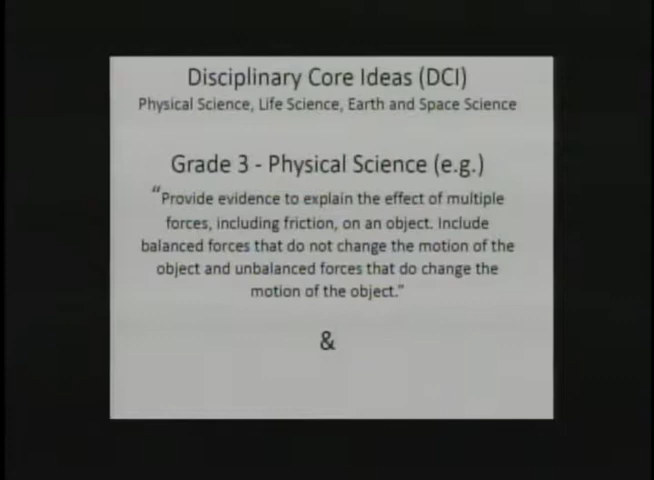 Disciplinary Core Ideas (DCI)
Physical Science, Life Science, Earth and Space Science
Grade 3 - Physical Science (e.g.)
“Provide evidence to explain the effect of multiple
forces, including friction, on an object. Include
balanced forces that do not change the motion of the
object and unbalanced forces that do change the
motion of the object.”
&